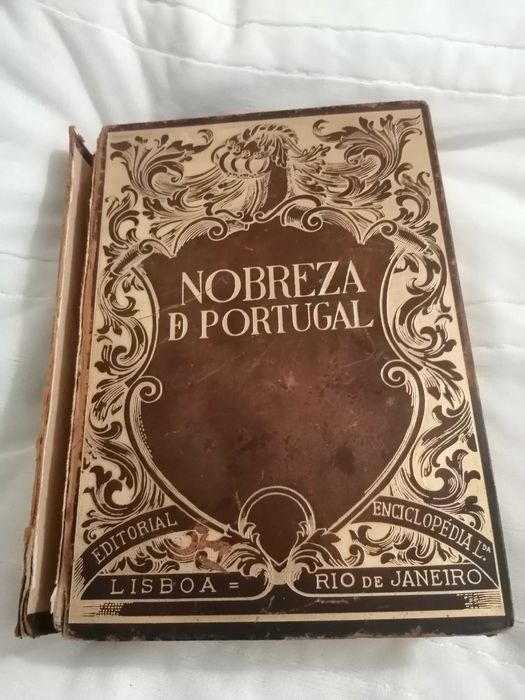 NOBREZA
DE PORTUGAL
EDITORIAL ENCICLOPÉDIA L.DA
LISBOA = RIO DE JANEIRO